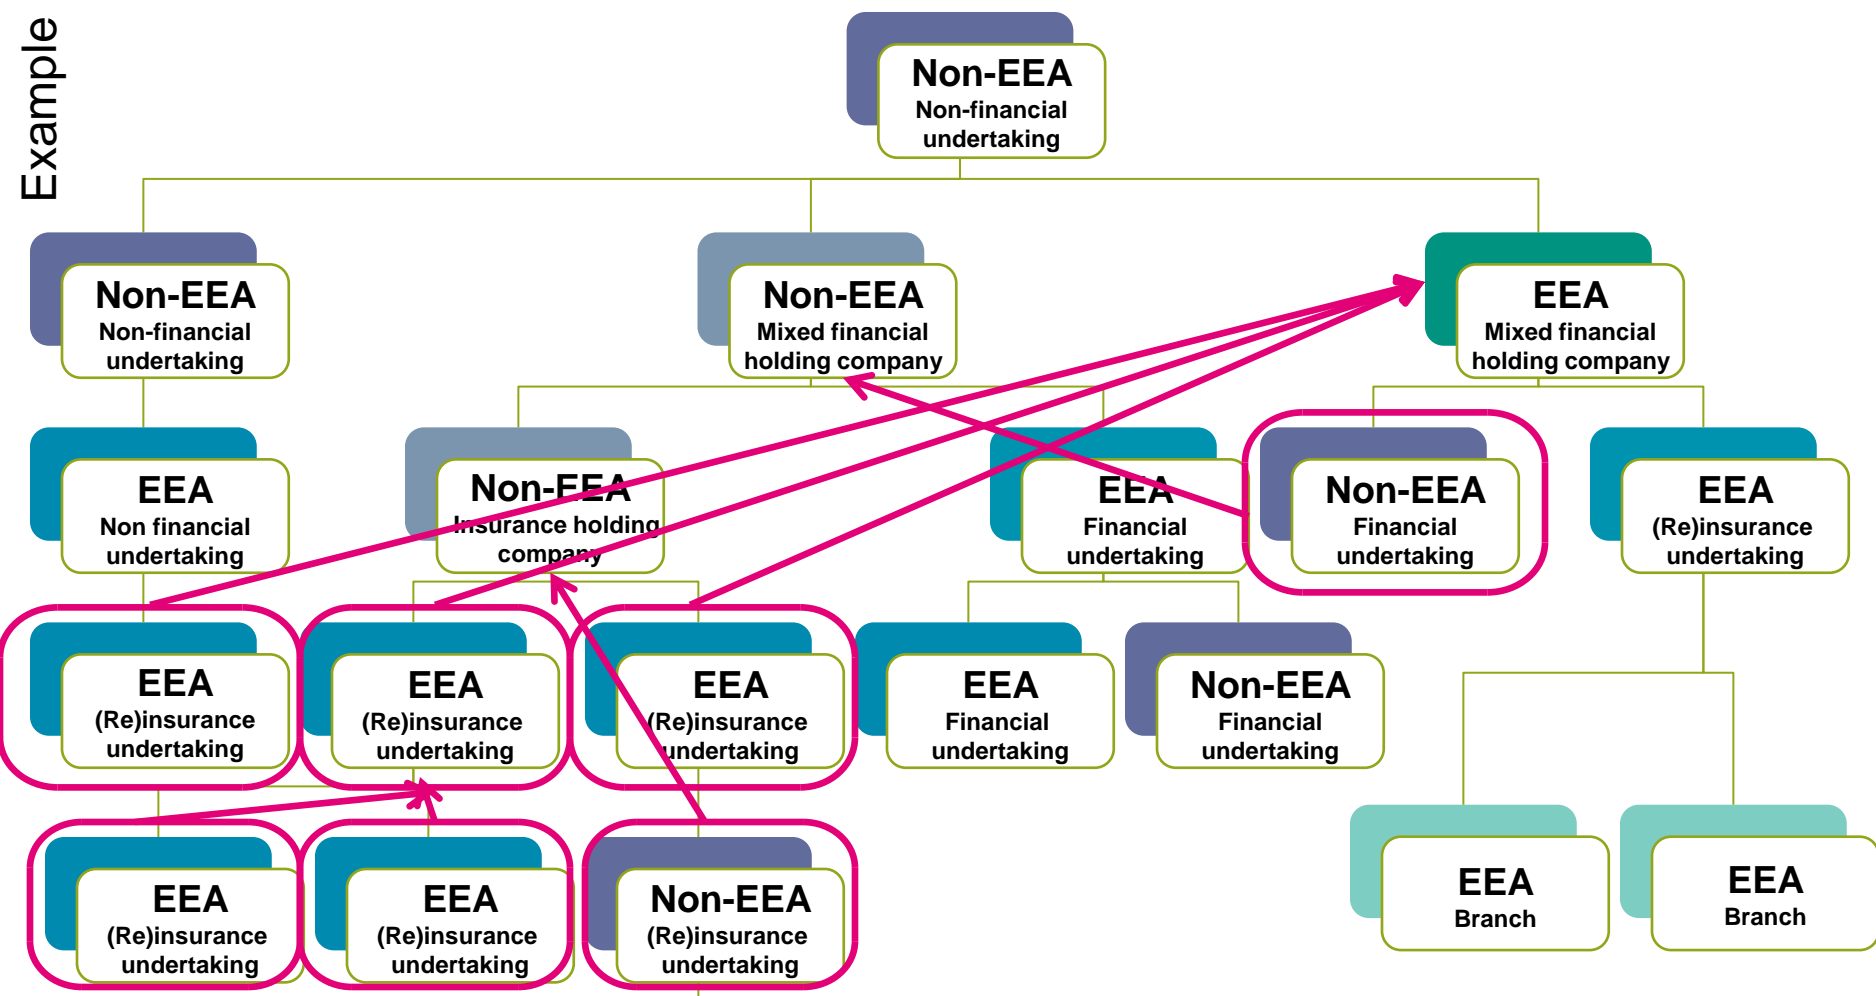 Example
Non-EEA
Non-financial
undertaking
Non-EEA
Non-financial
undertaking
Non-EEA
Mixed financial
holding company
EEA
Mixed financial
holding company
EEA
Non financial
undertaking
Non-EEA
Insurance holding
company
EEA
Financial
undertaking
Non-EEA
Financial
undertaking
EEA
(Re)insurance
undertaking
EEA
(Re)insurance
undertaking
EEA
(Re)insurance
undertaking
EEA
(Re)insurance
undertaking
EEA
Financial
undertaking
Non-EEA
Financial
undertaking
EEA
(Re)insurance
undertaking
EEA
(Re)insurance
undertaking
Non-EEA
(Re)insurance
undertaking
EEA
Branch
EEA
Branch